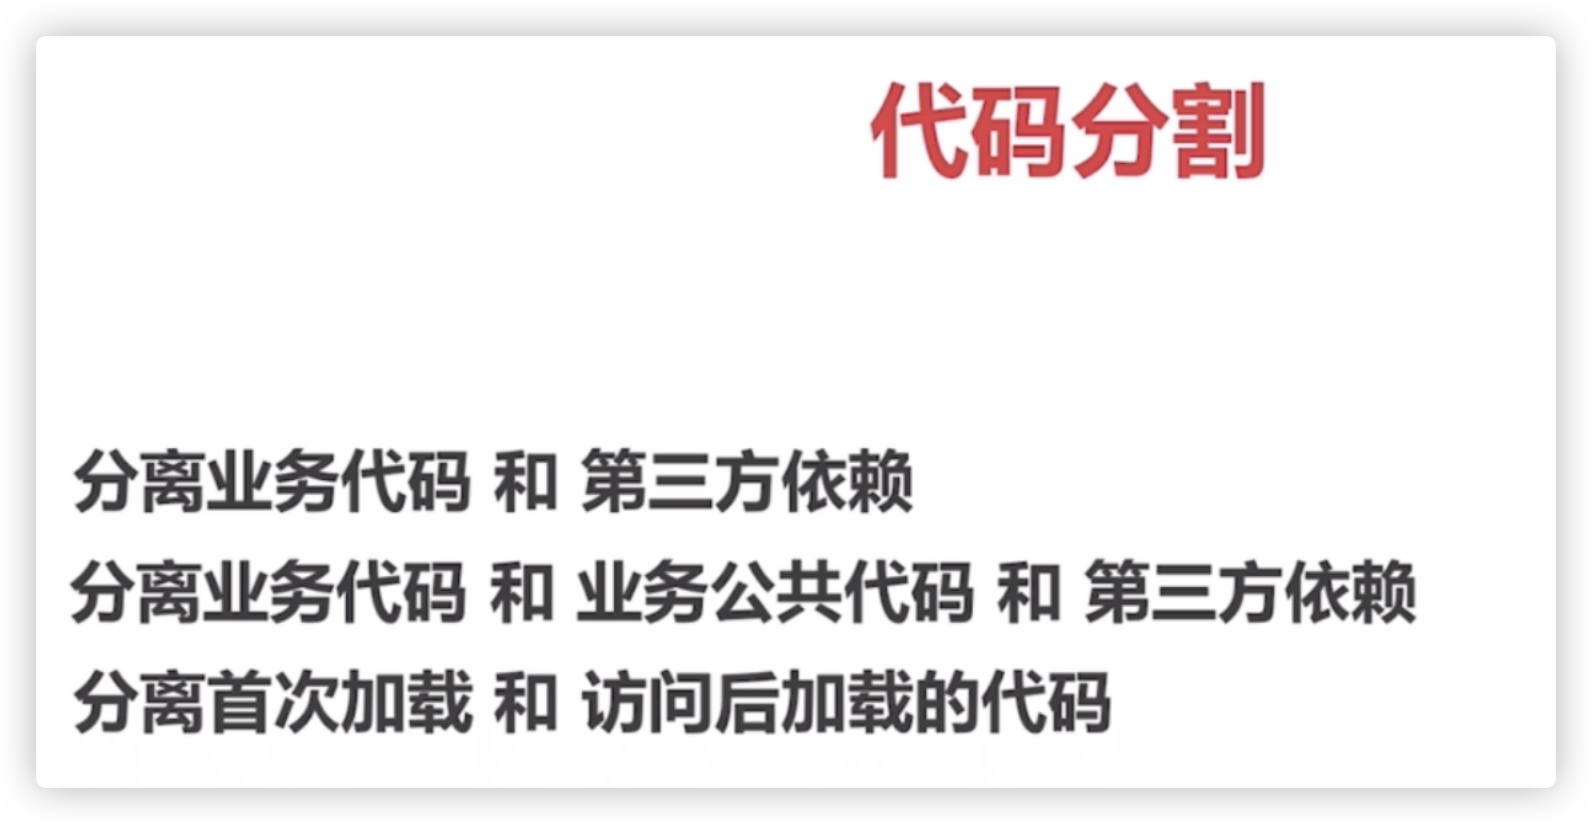 代码分割
分离业务代码 和 第三方依赖
分离业务代码 和 业务公共代码 和 第三方依赖
分离首次加载 和 访问后加载的代码